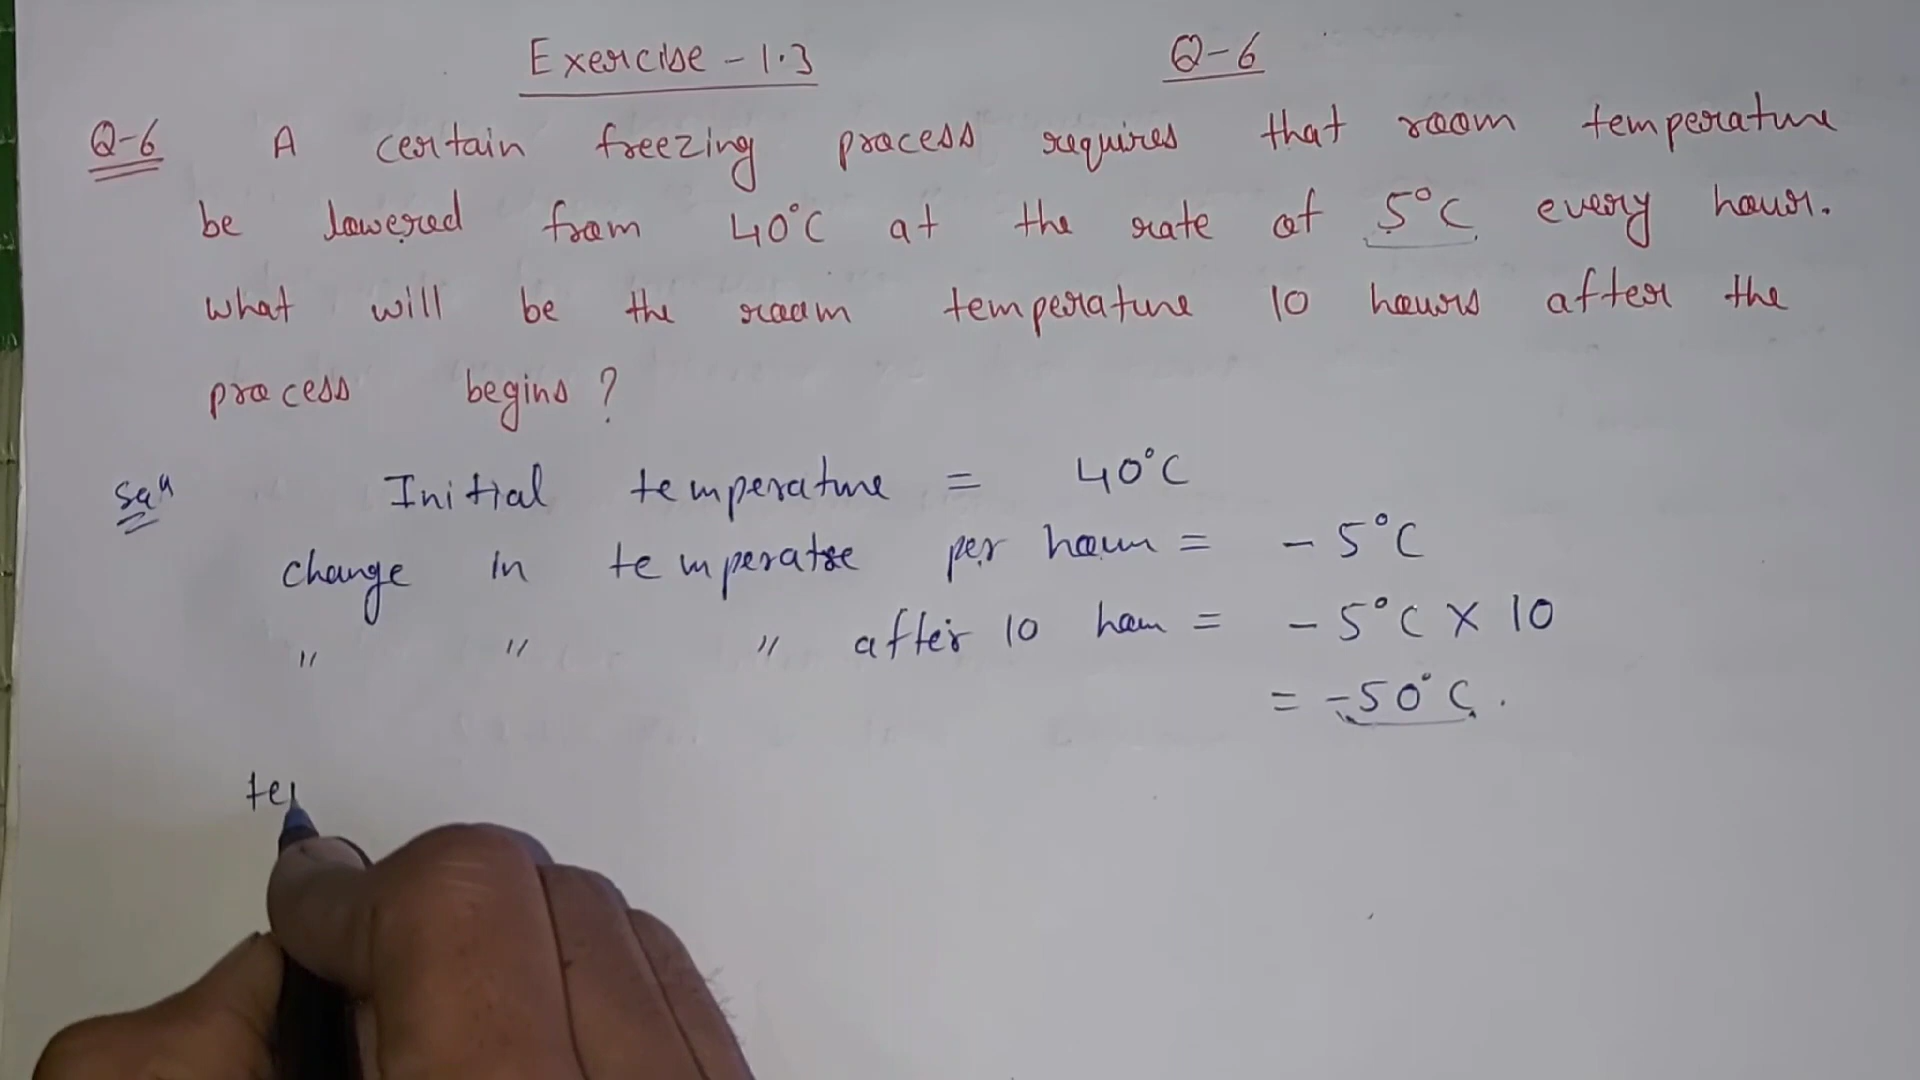 Exercise - 1.3 Q-6
Q-6 A certain freezing process requires that room temperature
be lowered from 40°C at the rate of 5°C every hour.
what will be the room temperature 10 hours after the
process begins?
Soln Initial temperature = 40°C
change in temperatre per hour = - 5°C
" " " after 10 hour = - 5°C × 10
= -50°C.
te